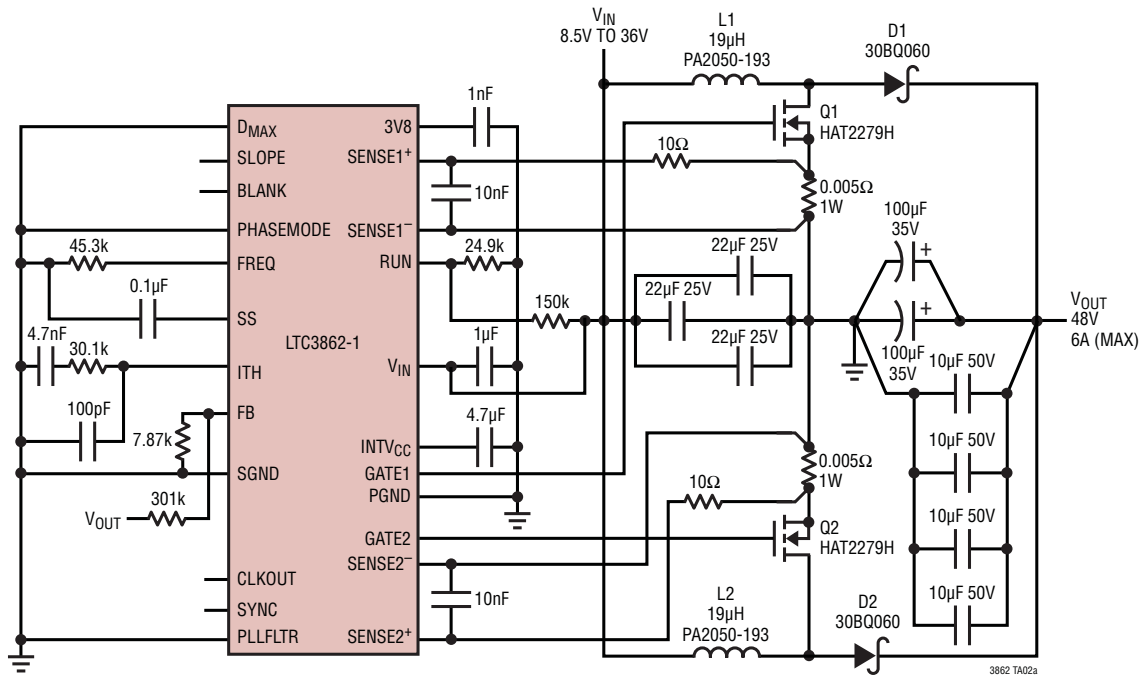 VIN
8.5V TO 36V
L1
19µH
PA2050-193
D1
30BQ060
1nF
DMAX
3V8
Q1
HAT2279H
SLOPE
SENSE1+
10Ω
BLANK
10nF
0.005Ω
1W
PHASEMODE
SENSE1–
45.3k
FREQ
RUN
24.9k
22µF 25V
100µF
35V
0.1µF
150k
22µF 25V
SS
LTC3862-1
VOUT
48V
6A (MAX)
4.7nF
30.1k
ITH
VIN
1µF
22µF 25V
100µF
35V
10µF 50V
100pF
FB
7.87k
4.7µF
INTVCC
10µF 50V
SGND
GATE1
0.005Ω
1W
10Ω
PGND
301k
VOUT
10µF 50V
GATE2
Q2
HAT2279H
SENSE2–
CLKOUT
10nF
10µF 50V
SYNC
L2
19µH
PA2050-193
D2
30BQ060
PLLFLTR
SENSE2+
3862 TA02a